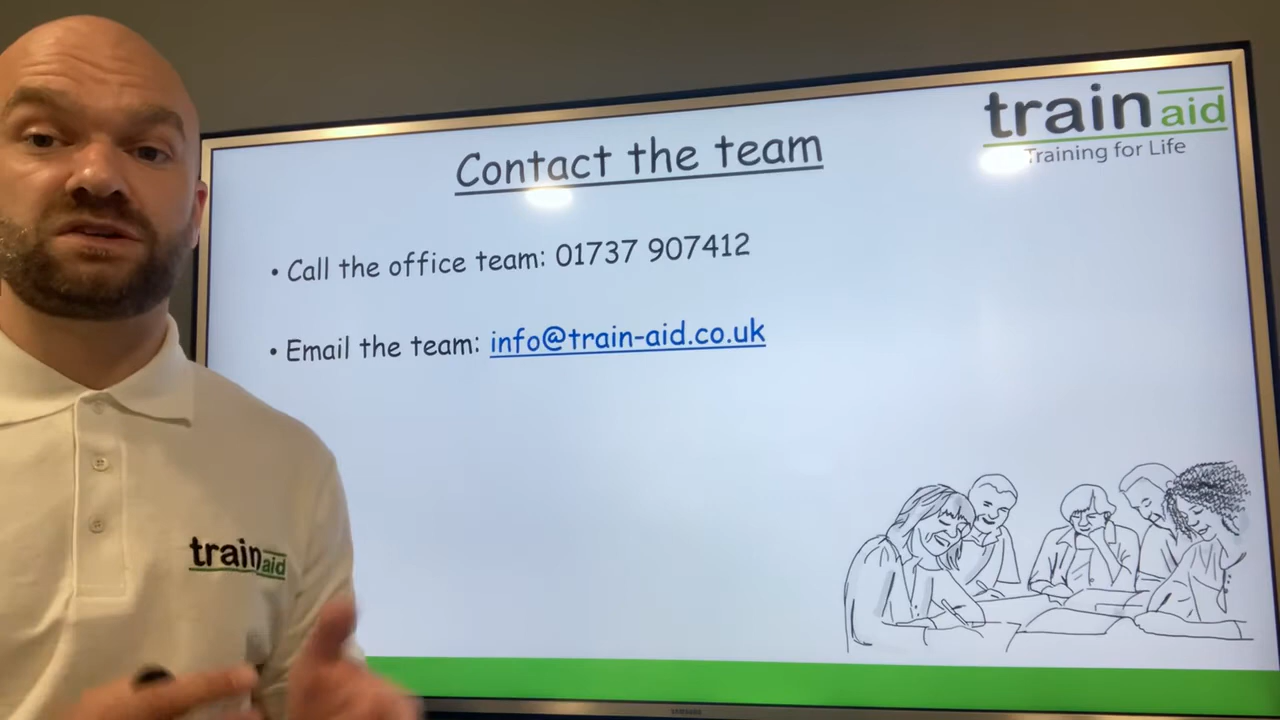 train aid
Training for Life
Contact the team
• Call the office team: 01737 907412
• Email the team: info@train-aid.co.uk
train aid
SAMSUNG